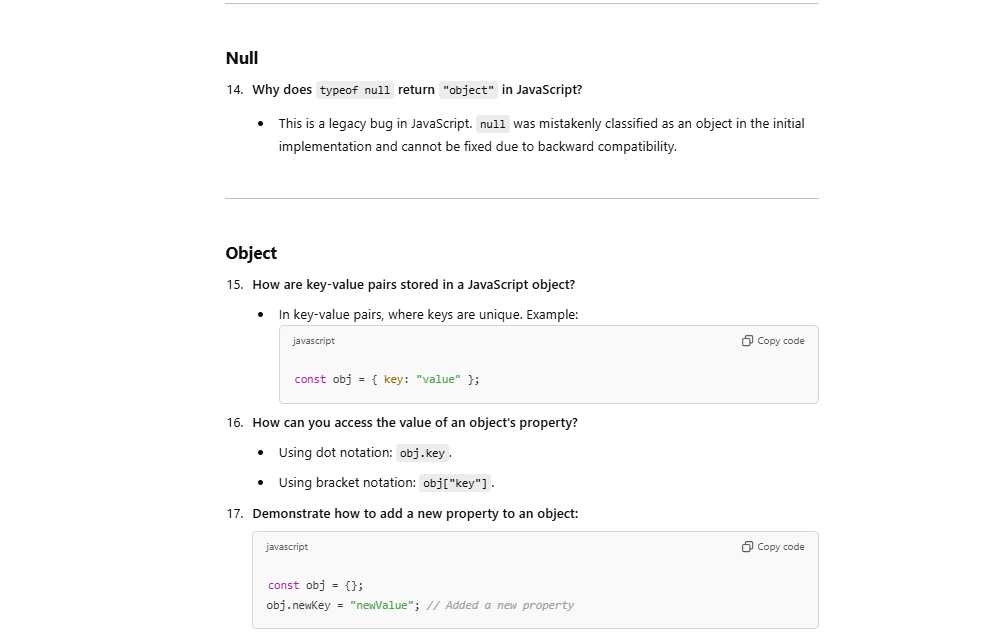 Null
14. Why does typeof null return "object" in JavaScript?
• This is a legacy bug in JavaScript. null was mistakenly classified as an object in the initial
implementation and cannot be fixed due to backward compatibility.
Object
15. How are key-value pairs stored in a JavaScript object?
• In key-value pairs, where keys are unique. Example:
javascript Copy code
const obj = { key: "value" };
16. How can you access the value of an object's property?
• Using dot notation: obj.key.
• Using bracket notation: obj["key"].
17. Demonstrate how to add a new property to an object:
javascript Copy code
const obj = {};
obj.newKey = "newValue"; // Added a new property